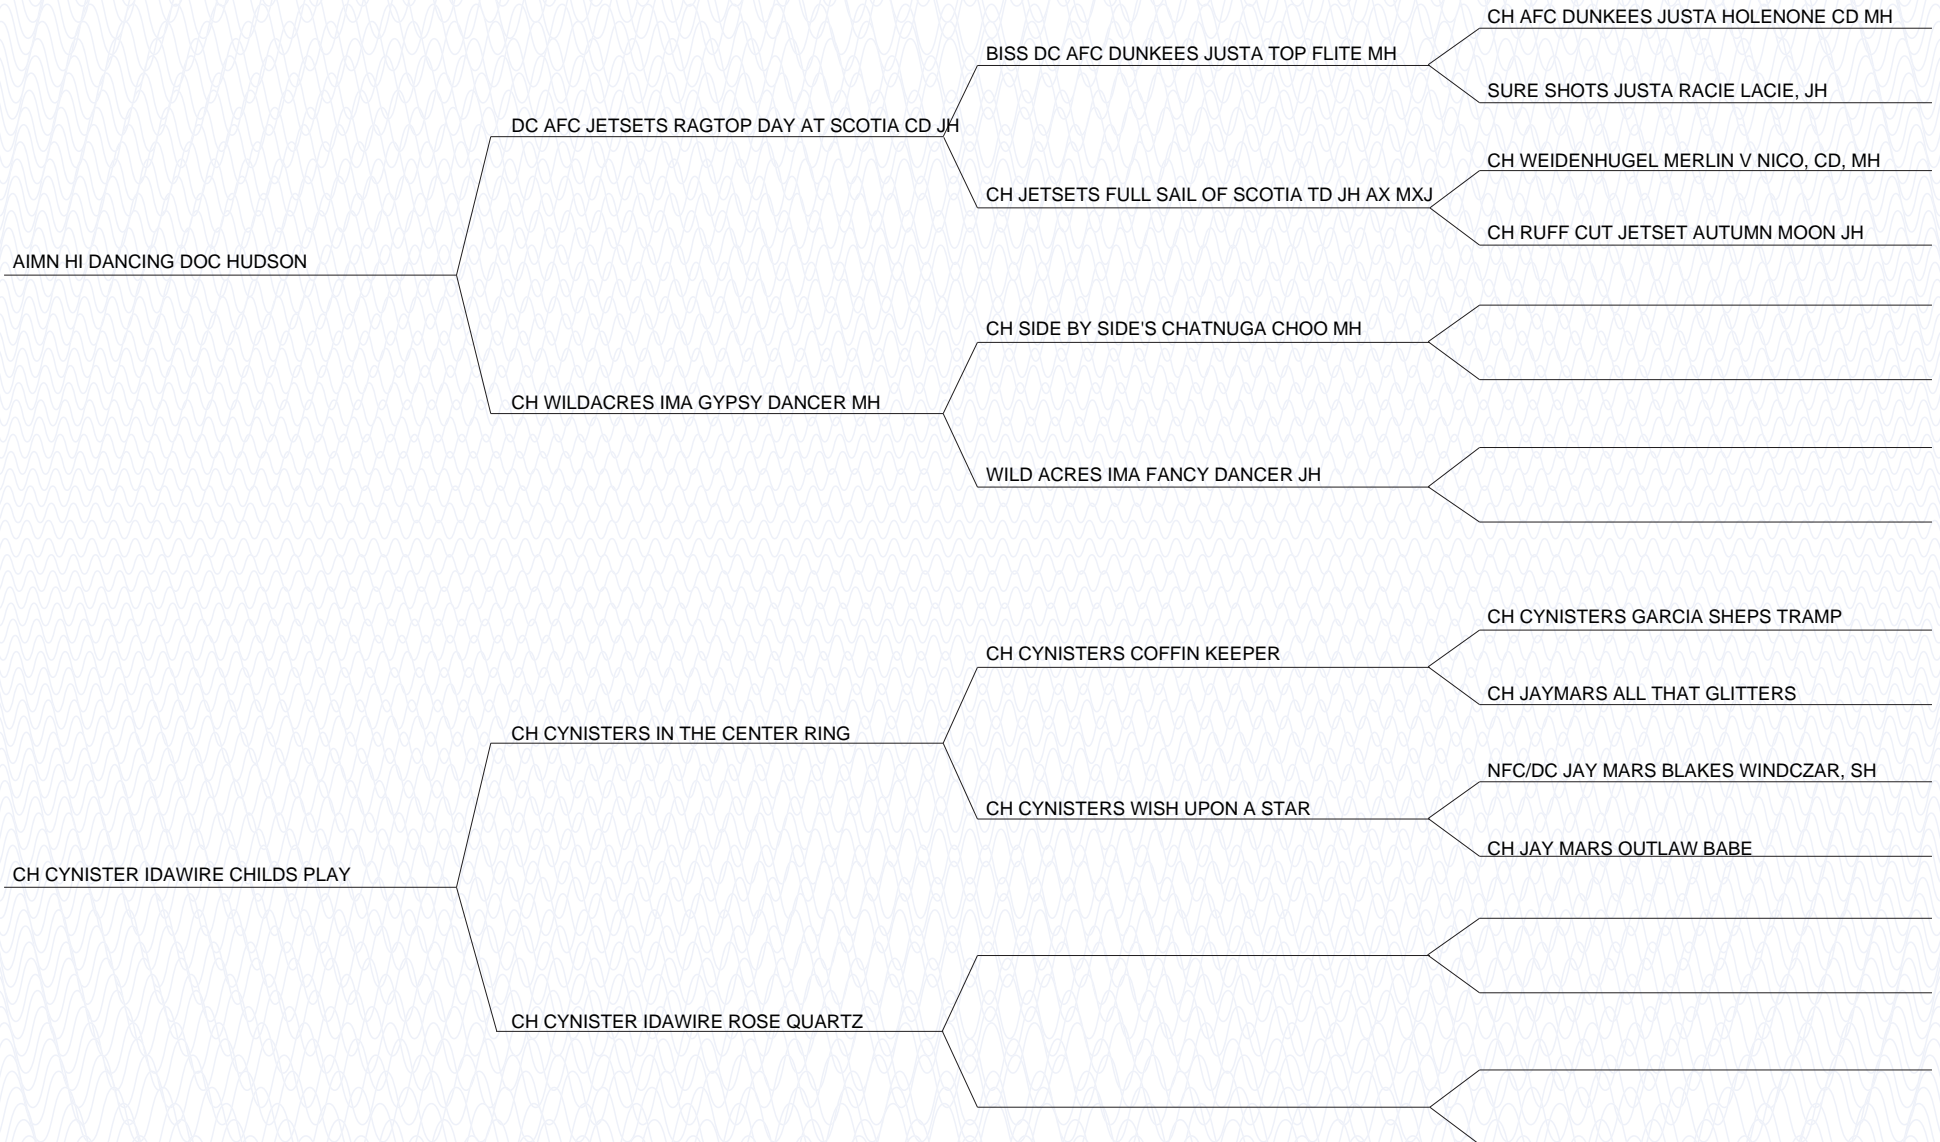 CH AFC DUNKEES JUSTA HOLENONE CD MH
BISS DC AFC DUNKEES JUSTA TOP FLITE MH
SURE SHOTS JUSTA RACIE LACIE, JH
DC AFC JETSETS RAGTOP DAY AT SCOTIA CD JH
CH WEIDENHUGEL MERLIN V NICO, CD, MH
CH JETSETS FULL SAIL OF SCOTIA TD JH AX MXJ
CH RUFF CUT JETSET AUTUMN MOON JH
AIMN HI DANCING DOC HUDSON
CH SIDE BY SIDE'S CHATNUGA CHOO MH
CH WILDACRES IMA GYPSY DANCER MH
WILD ACRES IMA FANCY DANCER JH
CH CYNISTERS GARCIA SHEPS TRAMP
CH CYNISTERS COFFIN KEEPER
CH JAYMARS ALL THAT GLITTERS
CH CYNISTERS IN THE CENTER RING
NFC/DC JAY MARS BLAKES WINDCZAR, SH
CH CYNISTERS WISH UPON A STAR
CH JAY MARS OUTLAW BABE
CH CYNISTER IDAWIRE CHILDS PLAY
CH CYNISTER IDAWIRE ROSE QUARTZ